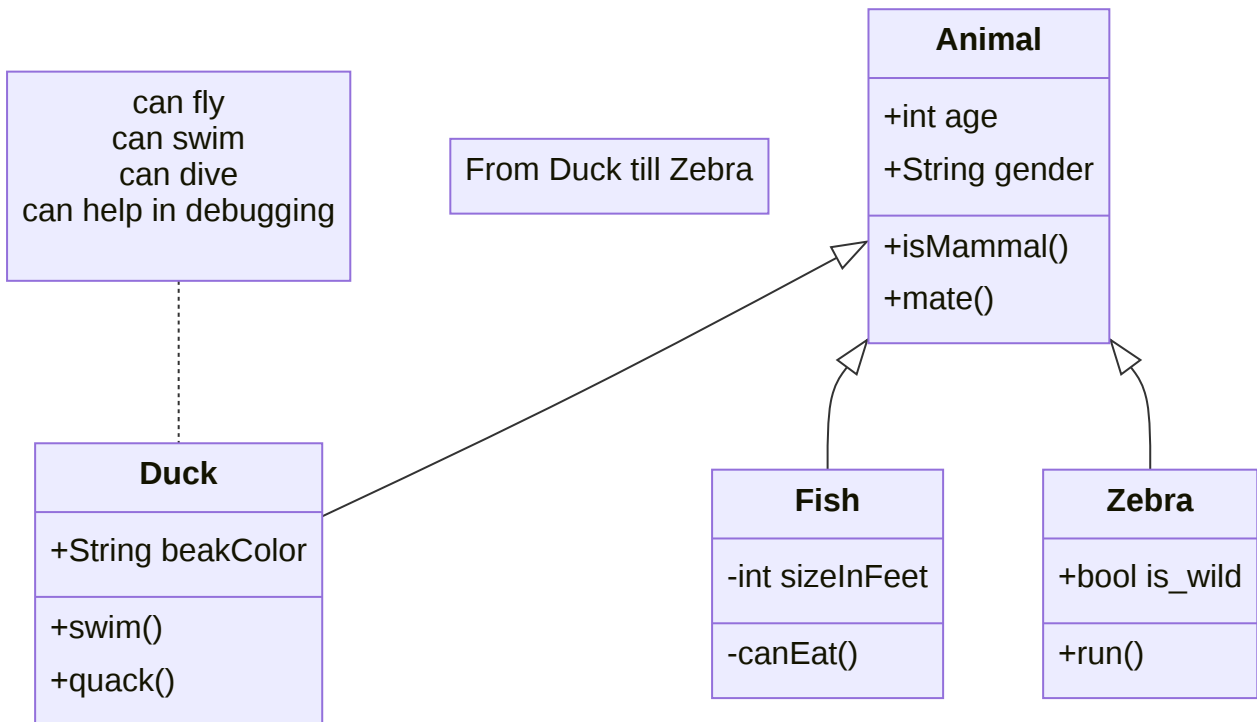 Animal
+int age
+String gender
+isMammal()
+mate()
can fly
can swim
can dive
can help in debugging
From Duck till Zebra
Duck
+String beakColor
+swim()
+quack()
Fish
-int sizeInFeet
-canEat()
Zebra
+bool is_wild
+run()